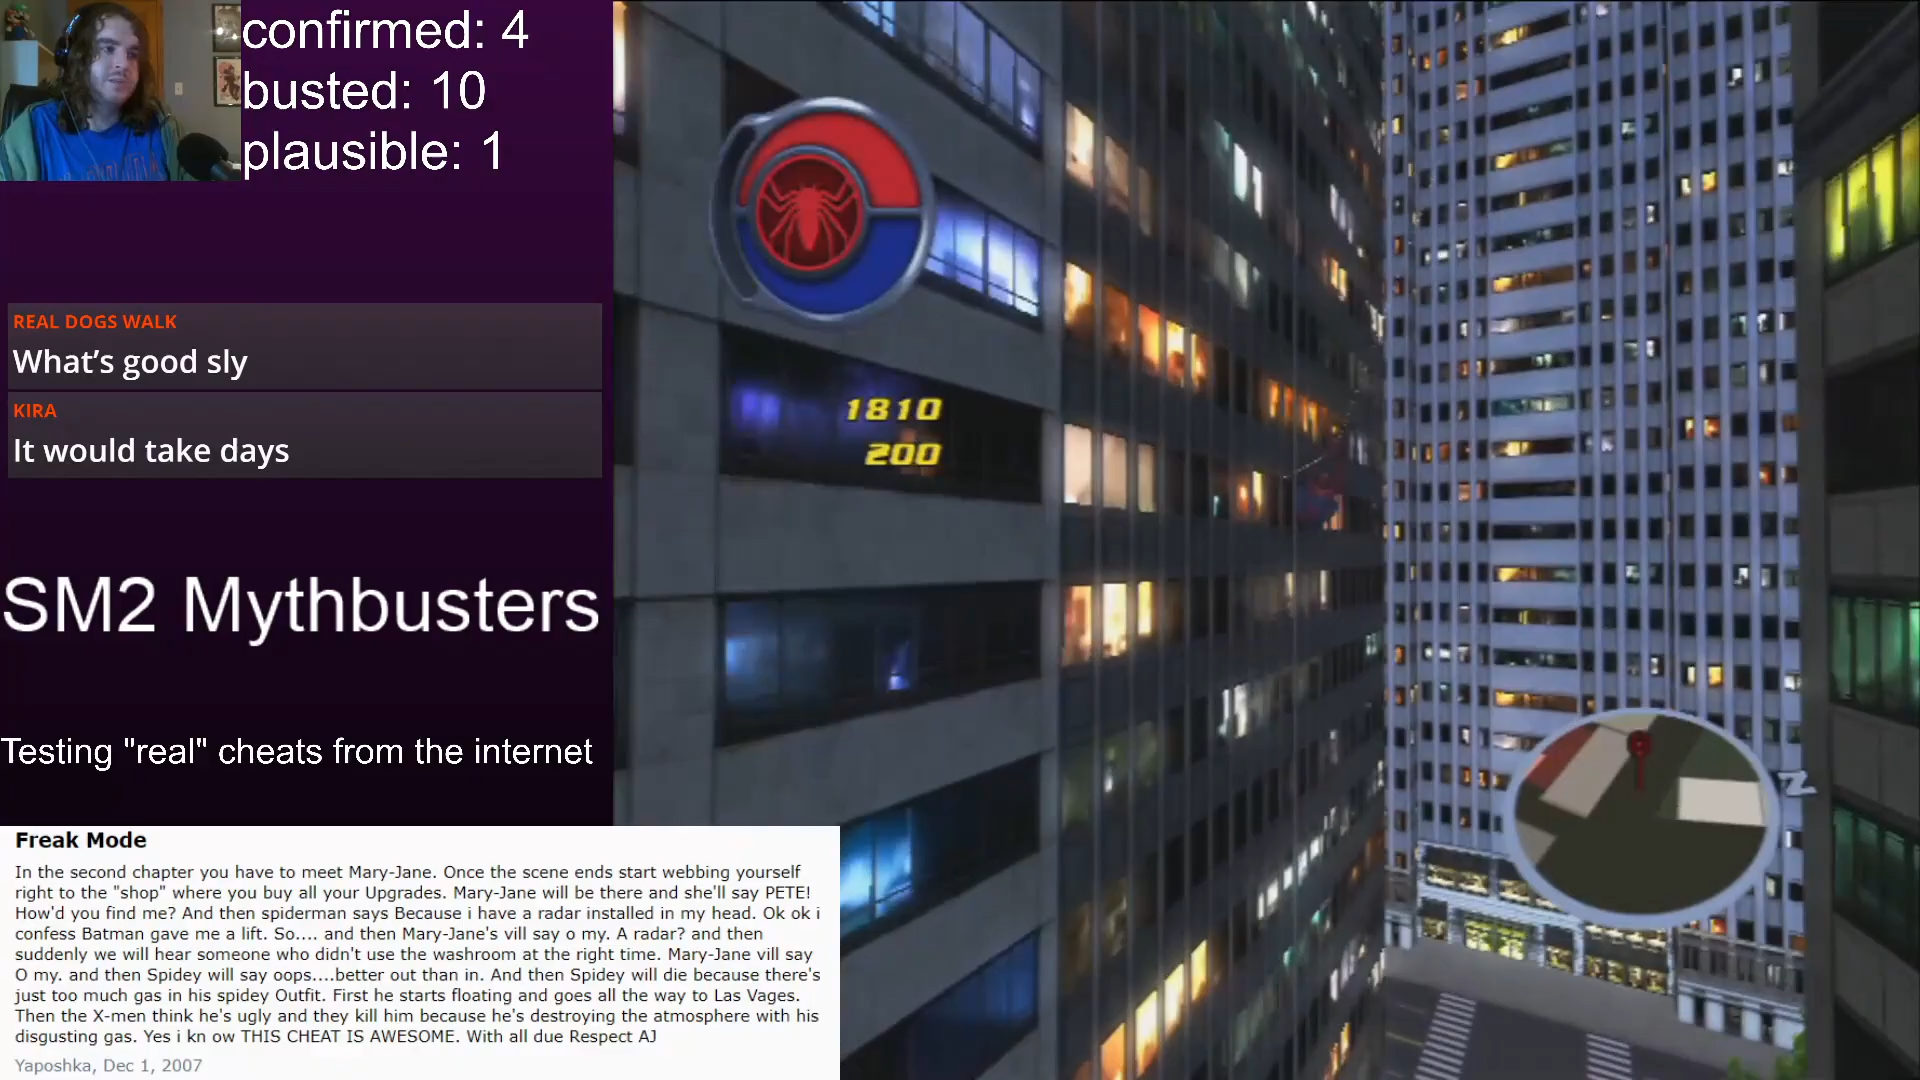 confirmed: 4
busted: 10
plausible: 1
REAL DOGS WALK
What’s good sly
KIRA
It would take days
SM2 Mythbusters
Testing "real" cheats from the internet
1810
200
Z
Freak Mode
In the second chapter you have to meet Mary-Jane. Once the scene ends start webbing yourself
right to the "shop" where you buy all your Upgrades. Mary-Jane will be there and she'll say PETE!
How'd you find me? And then spiderman says Because i have a radar installed in my head. Ok ok i
confess Batman gave me a lift. So.... and then Mary-Jane's vill say o my. A radar? and then
suddenly we will hear someone who didn't use the washroom at the right time. Mary-Jane vill say
O my. and then Spidey will say oops....better out than in. And then Spidey will die because there's
just too much gas in his spidey Outfit. First he starts floating and goes all the way to Las Vages.
Then the X-men think he's ugly and they kill him because he's destroying the atmosphere with his
disgusting gas. Yes i kn ow THIS CHEAT IS AWESOME. With all due Respect AJ
Yaposhka, Dec 1, 2007